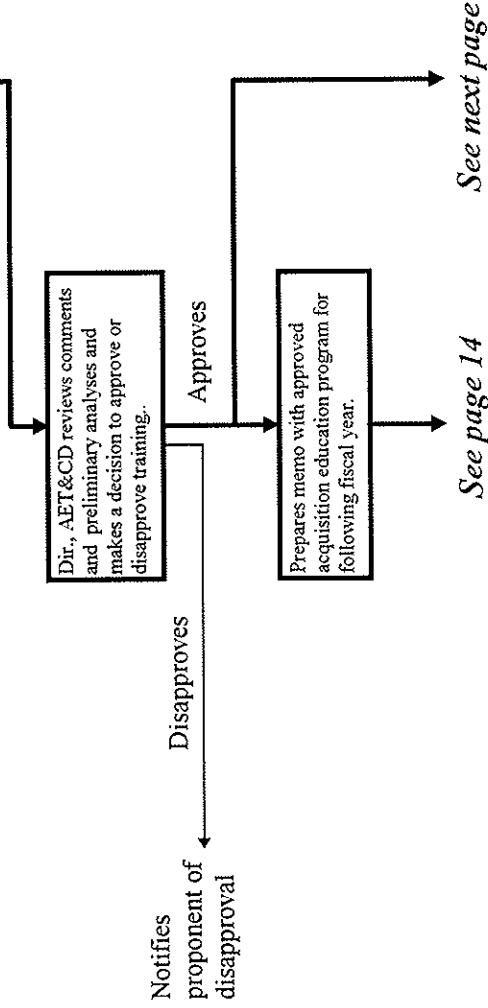 Dir., AET&CD reviews comments
and preliminary analyses and
makes a decision to approve or
disapprove training..
Disapproves
Approves
Notifies
proponent of
disapproval
Prepares memo with approved
acquisition education program for
following fiscal year.
See page 14
See next page